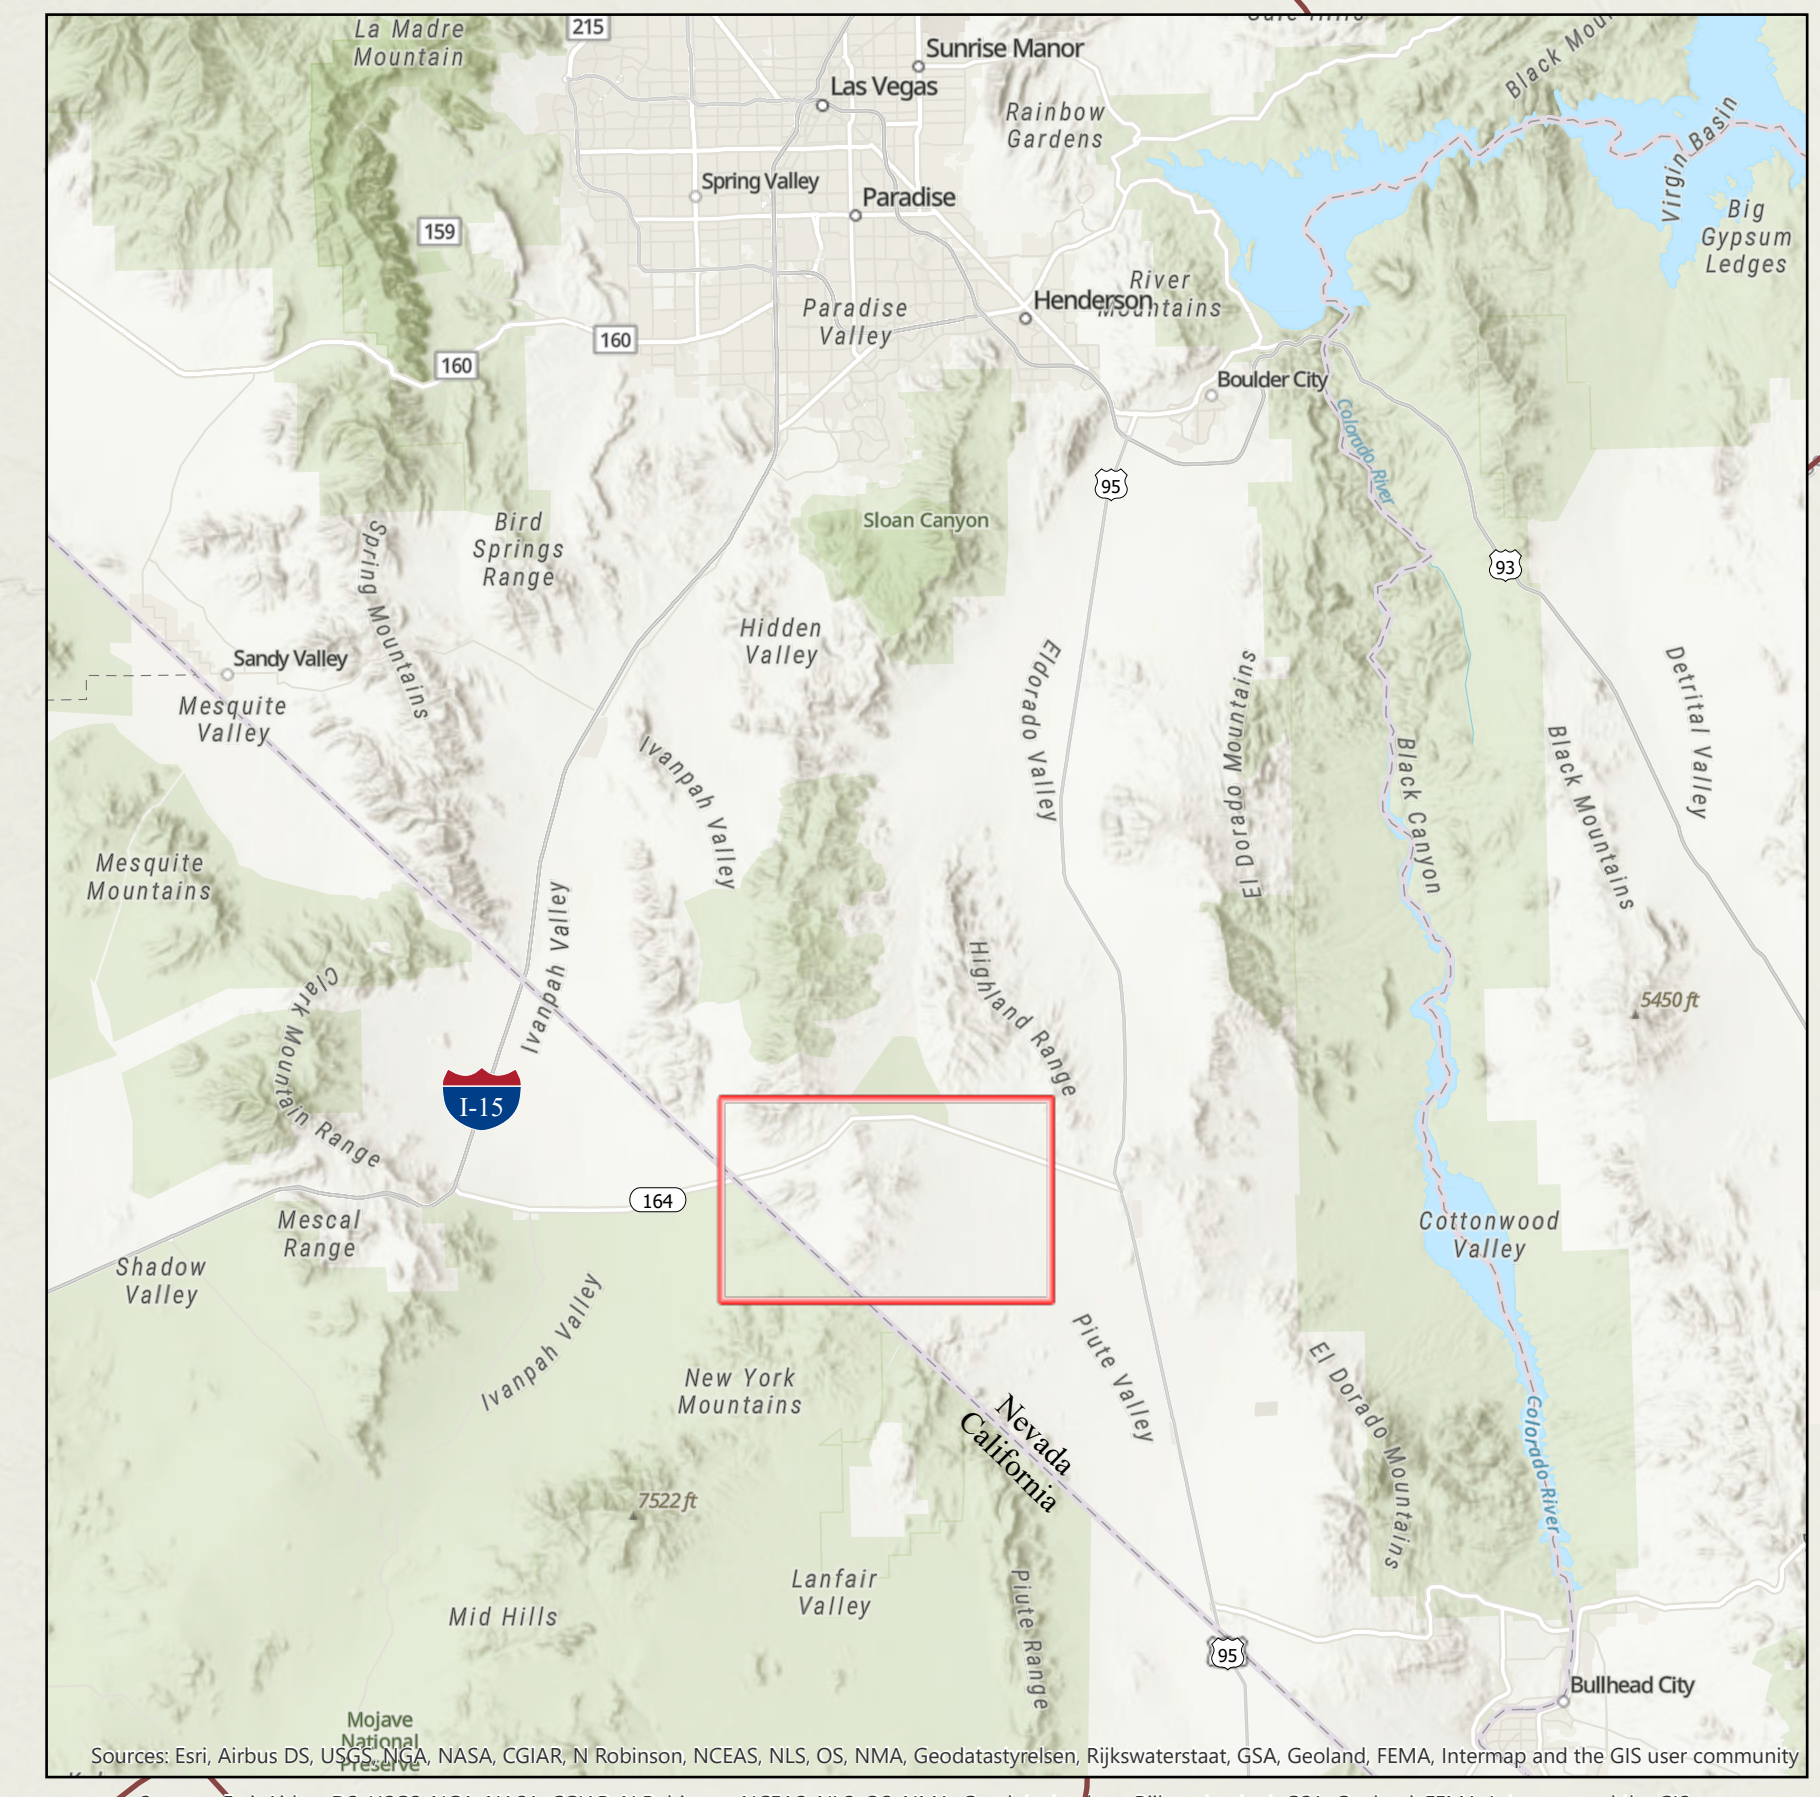 La Madre
Mountain
215
Sunrise Manor
Las Vegas
Black Mou
Rainbow
Gardens
Virgin Basin
Spring Valley
Paradise
159
Big
Gypsum
Ledges
River
Mountains
Henderson
Paradise
Valley
160
160
Boulder City
Colorado River
95
Sloan Canyon
Bird
Springs
Range
Spring Mountains
93
Hidden
Valley
Sandy Valley
Mesquite
Valley
Eldorado Valley
El Dorado Mountains
Detrital Valley
Ivanpah Valley
Black Canyon
Black Mountains
Mesquite
Mountains
Ivanpah Valley
Highland Range
Clark Mountain Range
5450 ft
I-15
164
Mescal
Range
Cottonwood
Valley
Shadow
Valley
Ivanpah Valley
Piute Valley
El Dorado Mountains
New York
Mountains
Nevada
California
Colorado River
7522 ft
Lanfair
Valley
Mid Hills
Piute Range
95
Bullhead City
Mojave
National
Preserve
Sources: Esri, Airbus DS, USGS, NGA, NASA, CGIAR, N Robinson, NCEAS, NLS, OS, NMA, Geodatastyrelsen, Rijkswaterstaat, GSA, Geoland, FEMA, Intermap and the GIS user community